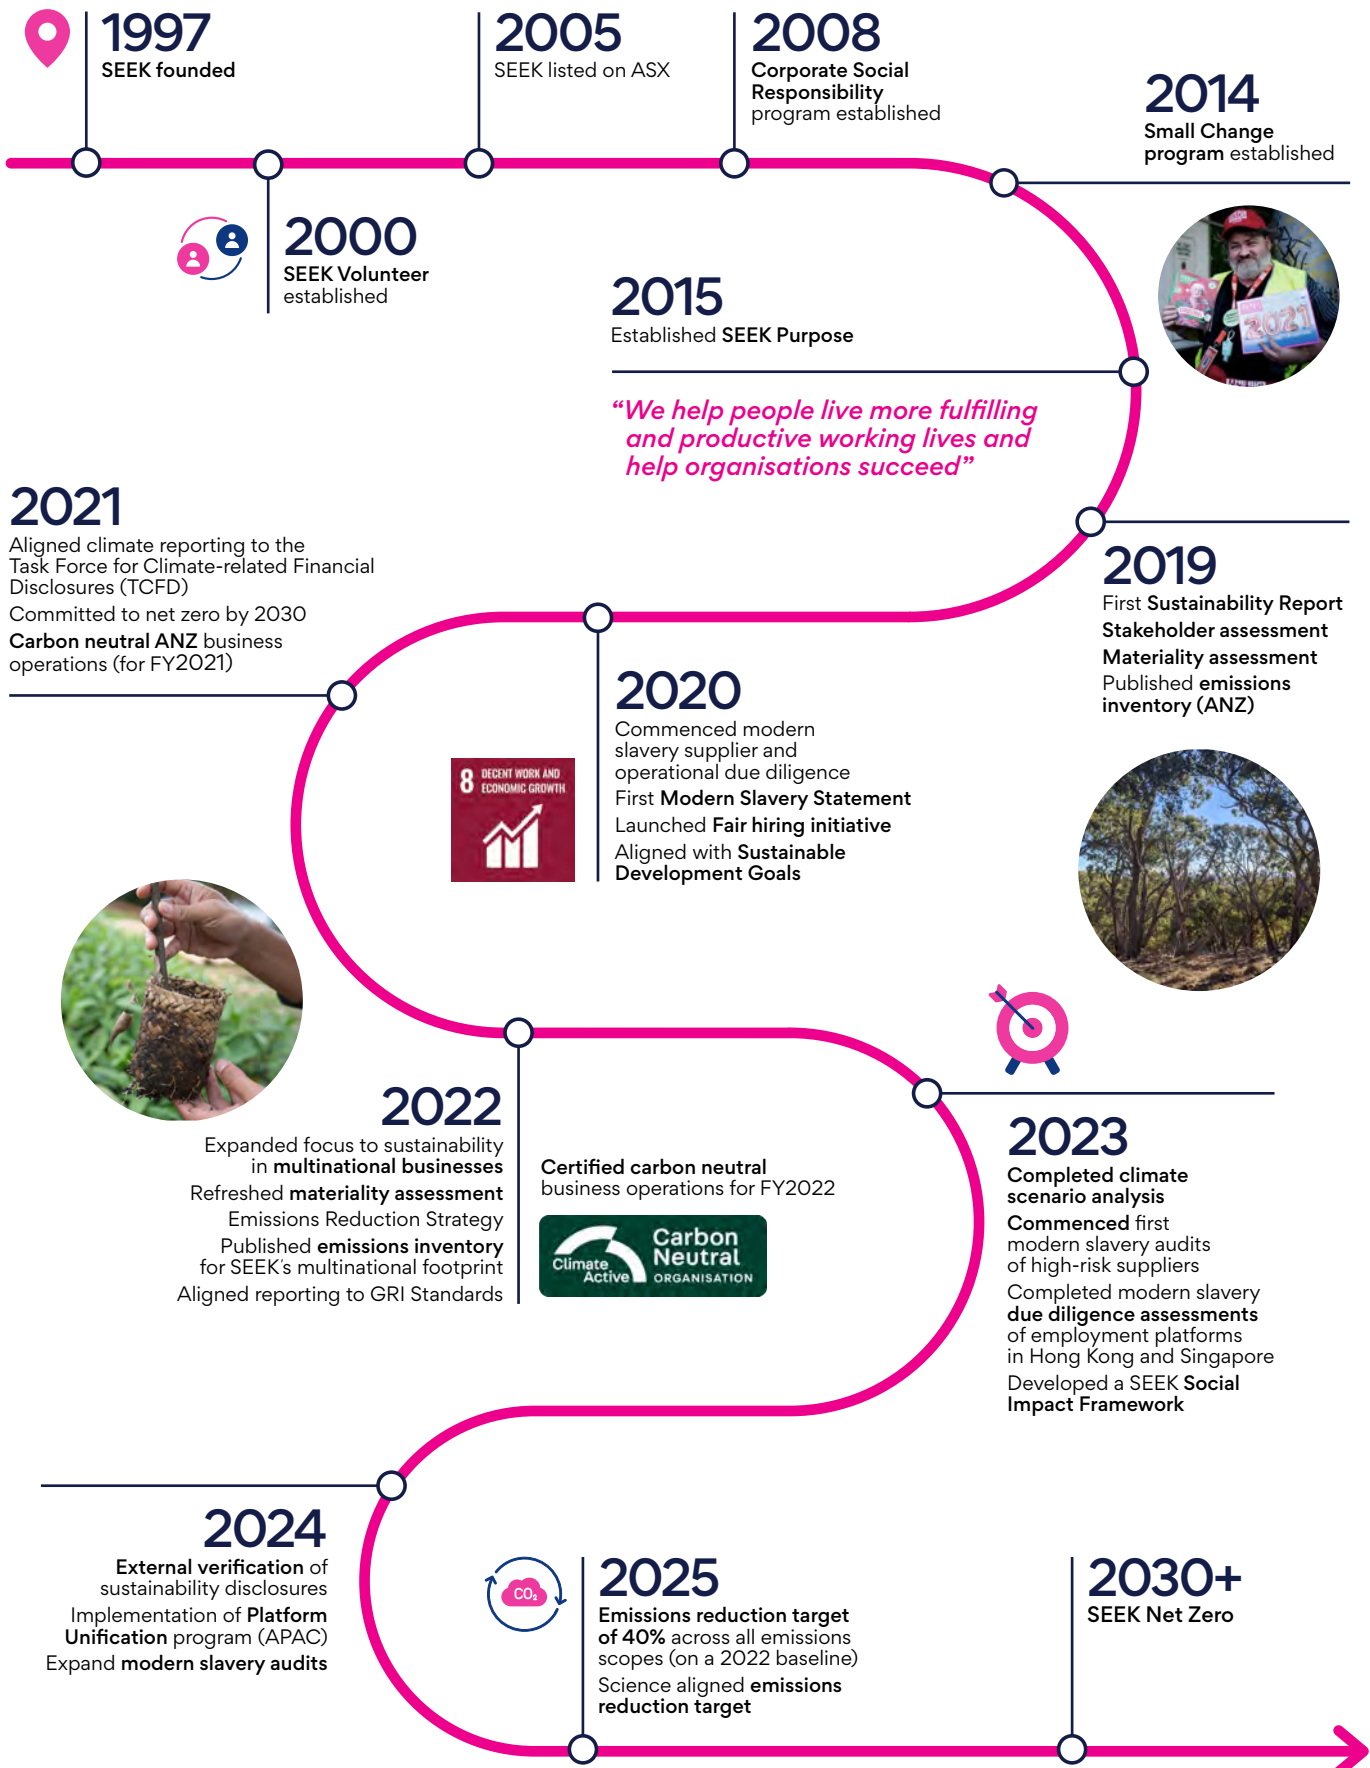 1997
SEEK founded
2005
SEEK listed on ASX
2008
Corporate Social
Responsibility
program established
2014
Small Change
program established
2000
SEEK Volunteer
established
2021
2015
Established SEEK Purpose
“We help people live more fulfilling
and productive working lives and
help organisations succeed”
2019
First Sustainability Report
Stakeholder assessment
Materiality assessment
Published emissions
inventory (ANZ)
2020
Commenced modern
slavery supplier and
operational due diligence
First Modern Slavery Statement
Launched Fair hiring initiative
Aligned with Sustainable
Development Goals
8 DECENT WORK AND
ECONOMIC GROWTH
2021
Aligned climate reporting to the
Task Force for Climate-related Financial
Disclosures (TCFD)
Committed to net zero by 2030
Carbon neutral ANZ business
operations (for FY2021)
2022
Expanded focus to sustainability
in multinational businesses
Refreshed materiality assessment
Emissions Reduction Strategy
Published emissions inventory
for SEEK's multinational footprint
Aligned reporting to GRI Standards
Certified carbon neutral
business operations for FY2022
Climate
Active
Carbon
Neutral
ORGANISATION
2023
Completed climate
scenario analysis
Commenced first
modern slavery audits
of high-risk suppliers
Completed modern slavery
due diligence assessments
of employment platforms
in Hong Kong and Singapore
Developed a SEEK Social
Impact Framework
2024
External verification of
sustainability disclosures
Implementation of Platform
Unification program (APAC)
Expand modern slavery audits
CO₂
2025
Emissions reduction target
of 40% across all emissions
scopes (on a 2022 baseline)
Science aligned emissions
reduction target
2030+
SEEK Net Zero